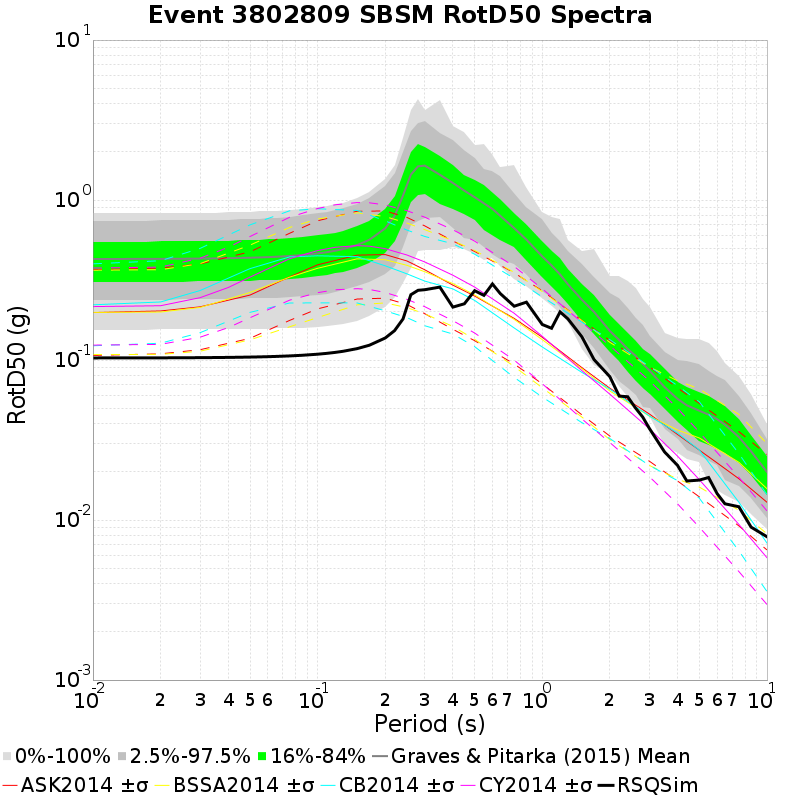 Event 3802809 SBSM RotD50 Spectra
10^1
10^0
10^-1
10^-2
10^-3
RotD50 (g)
10^-2 2 3 4 5 6 10^-1 2 3 4 5 6 7 10^0 2 3 4 5 6 7 10^1
Period (s)
0%-100% 2.5%-97.5% 16%-84% Graves & Pitarka (2015) Mean
ASK2014 ±σ BSSA2014 ±σ CB2014 ±σ CY2014 ±σ RSQSim